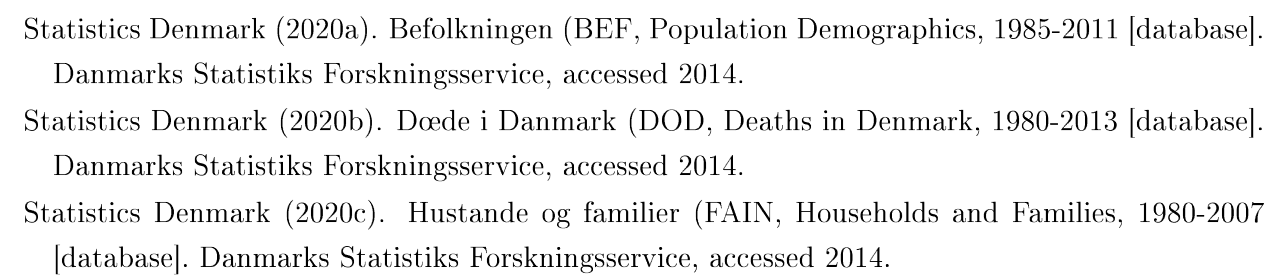 Statistics Denmark (2020a). Befolkningen (BEF, Population Demographics, 1985-2011 [database].
Danmarks Statistiks Forskningsservice, accessed 2014.
Statistics Denmark (2020b). Dœde i Danmark (DOD, Deaths in Denmark, 1980-2013 [database].
Danmarks Statistiks Forskningsservice, accessed 2014.
Statistics Denmark (2020c). Hustande og familier (FAIN, Households and Families, 1980-2007
[database]. Danmarks Statistiks Forskningsservice, accessed 2014.